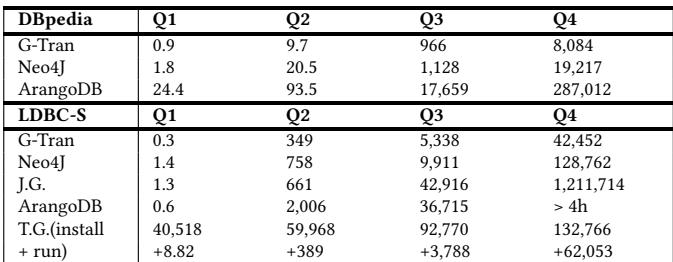 DBpedia Q1 Q2 Q3 Q4
G-Tran 0.9 9.7 966 8,084
Neo4J 1.8 20.5 1,128 19,217
ArangoDB 24.4 93.5 17,659 287,012
LDBC-S Q1 Q2 Q3 Q4
G-Tran 0.3 349 5,338 42,452
Neo4J 1.4 758 9,911 128,762
J.G. 1.3 661 42,916 1,211,714
ArangoDB 0.6 2,006 36,715 > 4h
T.G.(install 40,518 59,968 92,770 132,766
+ run) +8.82 +389 +3,788 +62,053